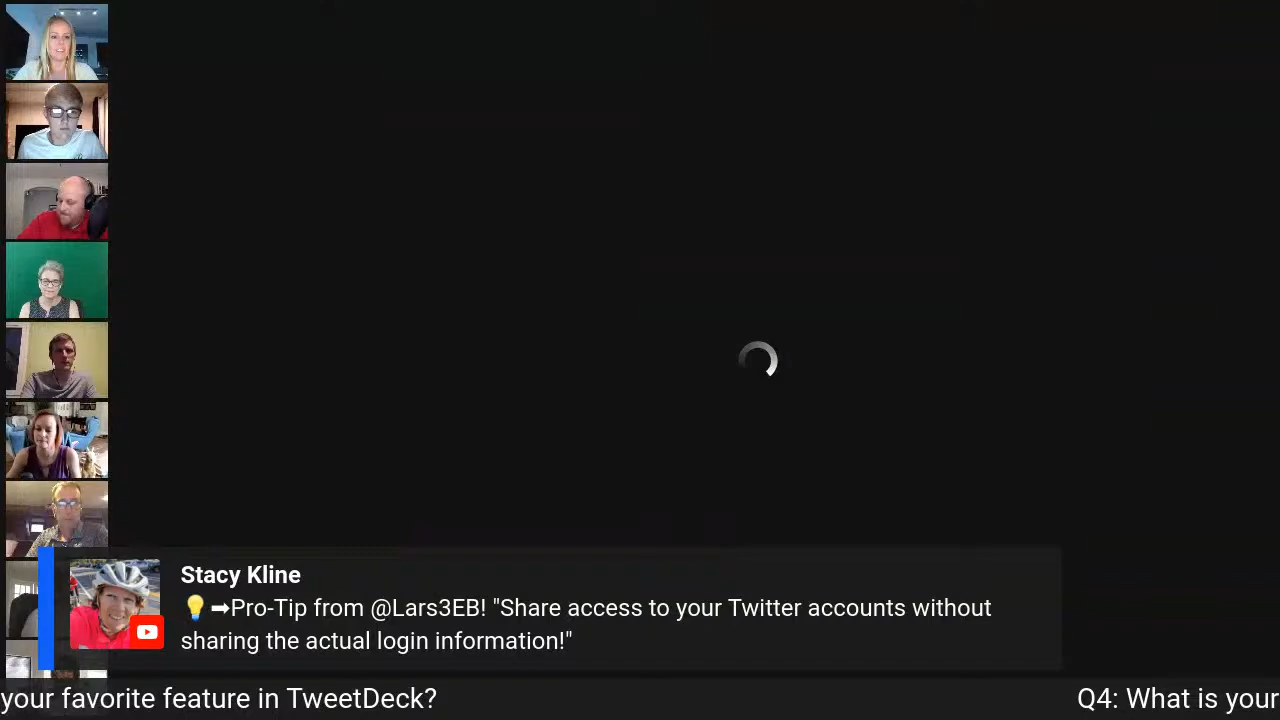 Stacy Kline
💡➡Pro-Tip from @Lars3EB! "Share access to your Twitter accounts without
sharing the actual login information!"
your favorite feature in TweetDeck? Q4: What is your